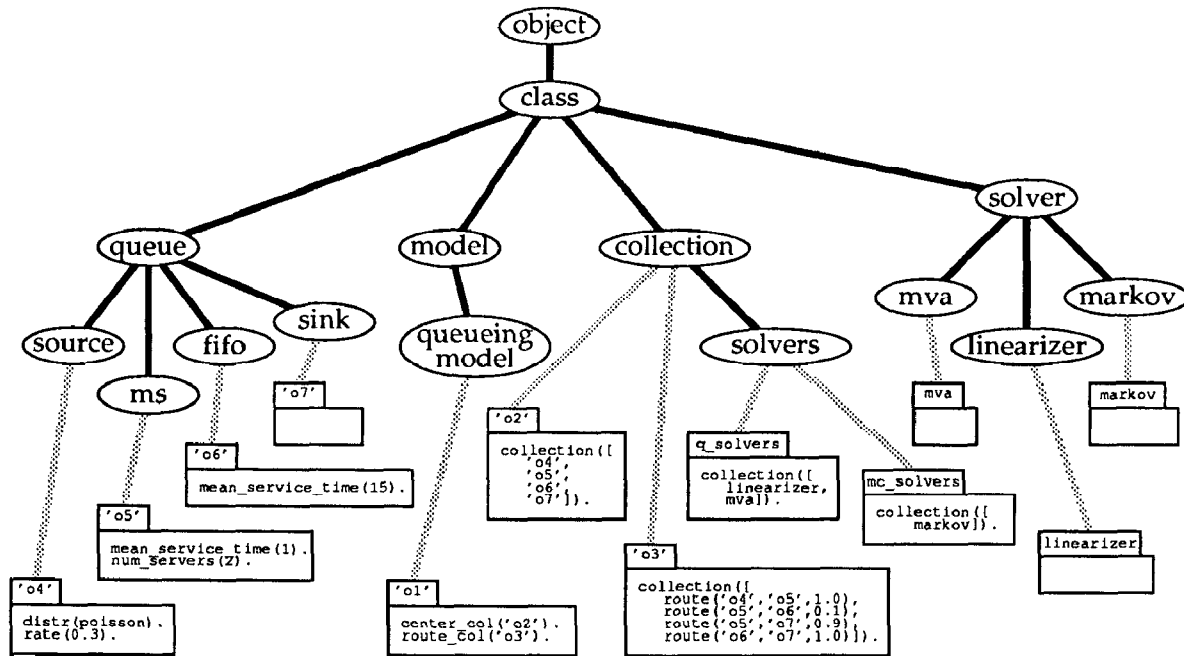 object
class
solver
queue
model
collection
mva
markov
sink
source
fifo
queueing
model
solvers
linearizer
ms
'o7'
mva
markov
'o2'
collection([
'o4',
'o5',
'o6',
'o7']).
q_solvers
collection([
linearizer,
mva]).
'o6'
mean_service_time(15).
mc_solvers
collection([
markov]).
'o5'
mean_service_time(1).
num_servers(2).
linearizer
'o3'
collection([
route('o4','o5',1.0),
route('o5','o6',0.1),
route('o5','o7',0.9),
route('o6','o7',1.0)]).
'o4'
distr(poisson).
rate(0.3).
'o1'
center_col('o2').
route_col('o3').